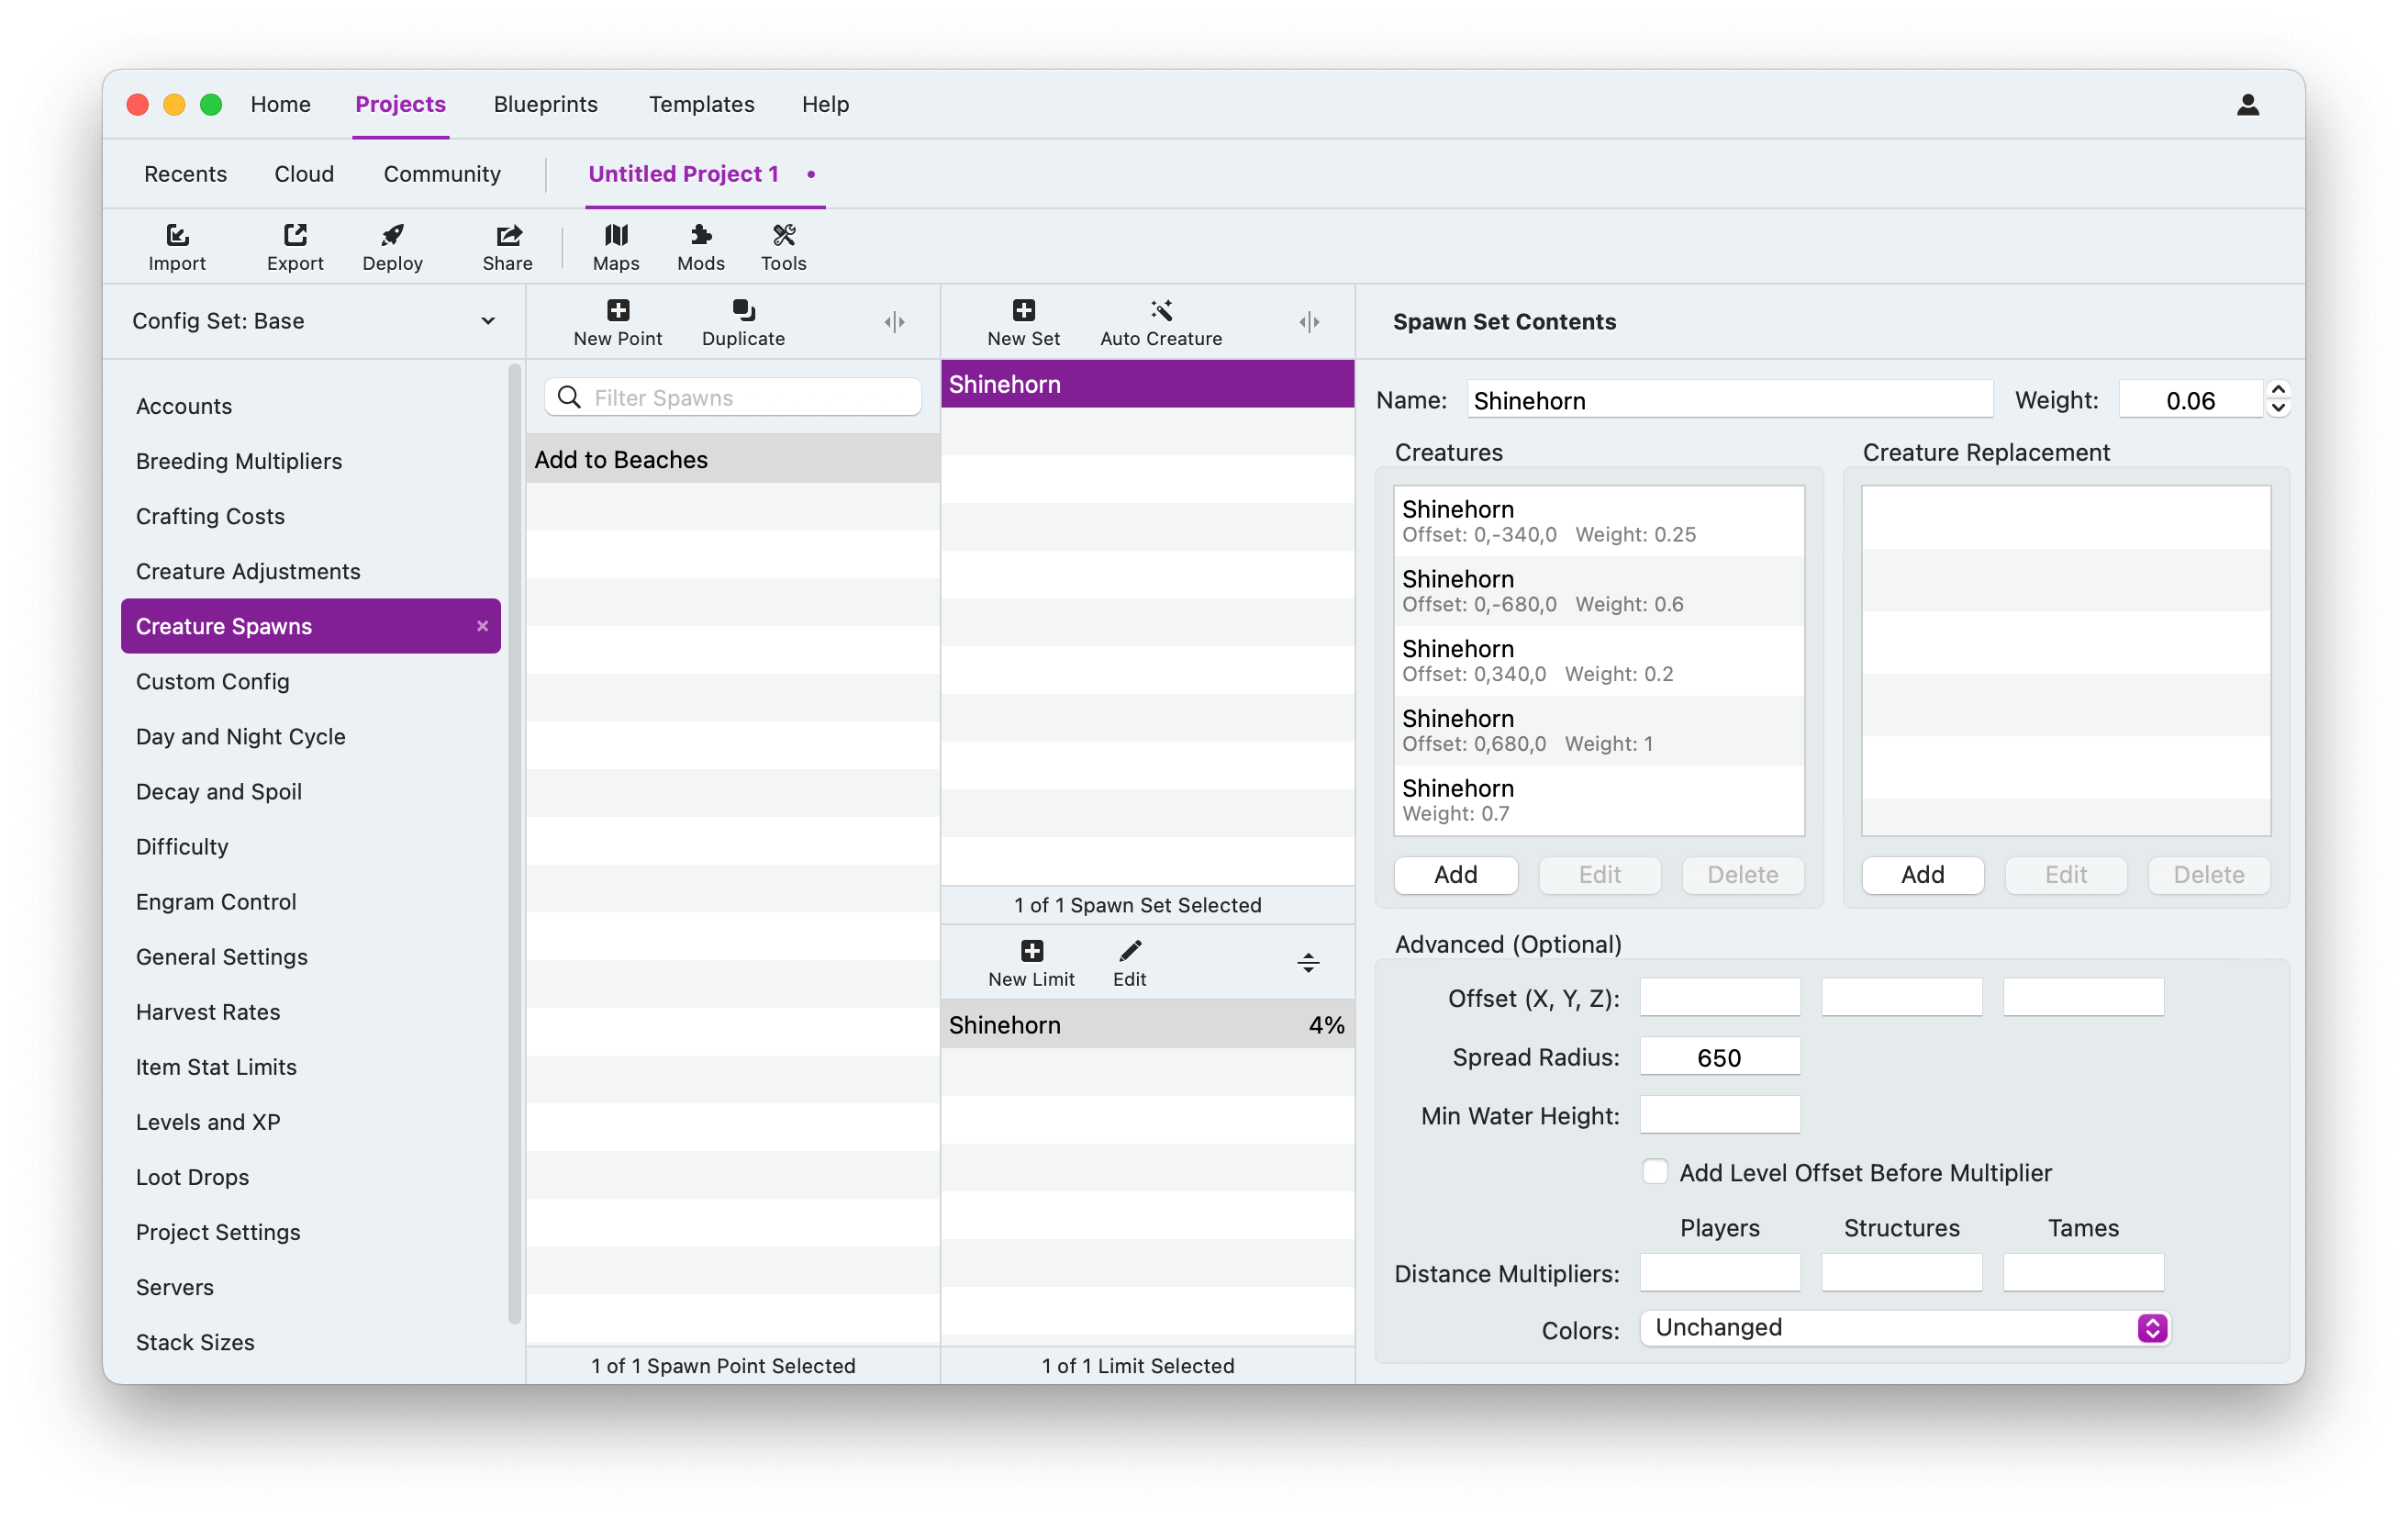 Home Projects Blueprints Templates Help
Recents Cloud Community Untitled Project 1 •
Import Export Deploy Share Maps Mods Tools
Config Set: Base
Accounts
Breeding Multipliers
Crafting Costs
Creature Adjustments
Creature Spawns ×
Custom Config
Day and Night Cycle
Decay and Spoil
Difficulty
Engram Control
General Settings
Harvest Rates
Item Stat Limits
Levels and XP
Loot Drops
Project Settings
Servers
Stack Sizes
New Point Duplicate
Filter Spawns
Add to Beaches
1 of 1 Spawn Point Selected
New Set Auto Creature
Shinehorn
1 of 1 Spawn Set Selected
New Limit Edit
Shinehorn 4%
1 of 1 Limit Selected
Spawn Set Contents
Name: Shinehorn Weight: 0.06
Creatures
Shinehorn
Offset: 0,-340,0 Weight: 0.25
Shinehorn
Offset: 0,-680,0 Weight: 0.6
Shinehorn
Offset: 0,340,0 Weight: 0.2
Shinehorn
Offset: 0,680,0 Weight: 1
Shinehorn
Weight: 0.7
Add Edit Delete
Creature Replacement
Add Edit Delete
Advanced (Optional)
Offset (X, Y, Z):
Spread Radius: 650
Min Water Height:
Add Level Offset Before Multiplier
Players Structures Tames
Distance Multipliers:
Colors: Unchanged